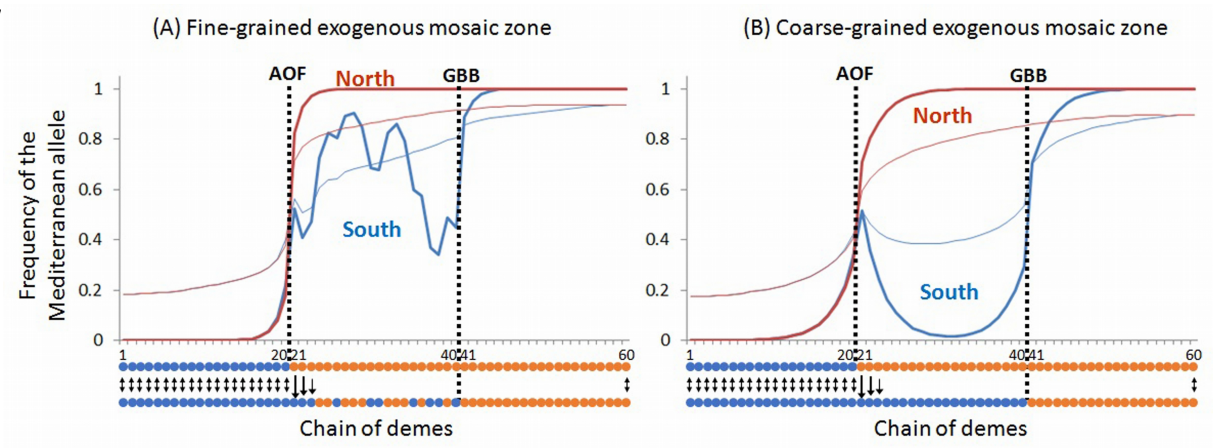 (A) Fine-grained exogenous mosaic zone
(B) Coarse-grained exogenous mosaic zone
Frequency of the
Mediterranean allele
AOF
North
GBB
South
1
0.8
0.6
0.4
0.2
0
1
20
21
40
41
60
Chain of demes
AOF
GBB
North
South
1
0.8
0.6
0.4
0.2
0
1
20
21
40
41
60
Chain of demes